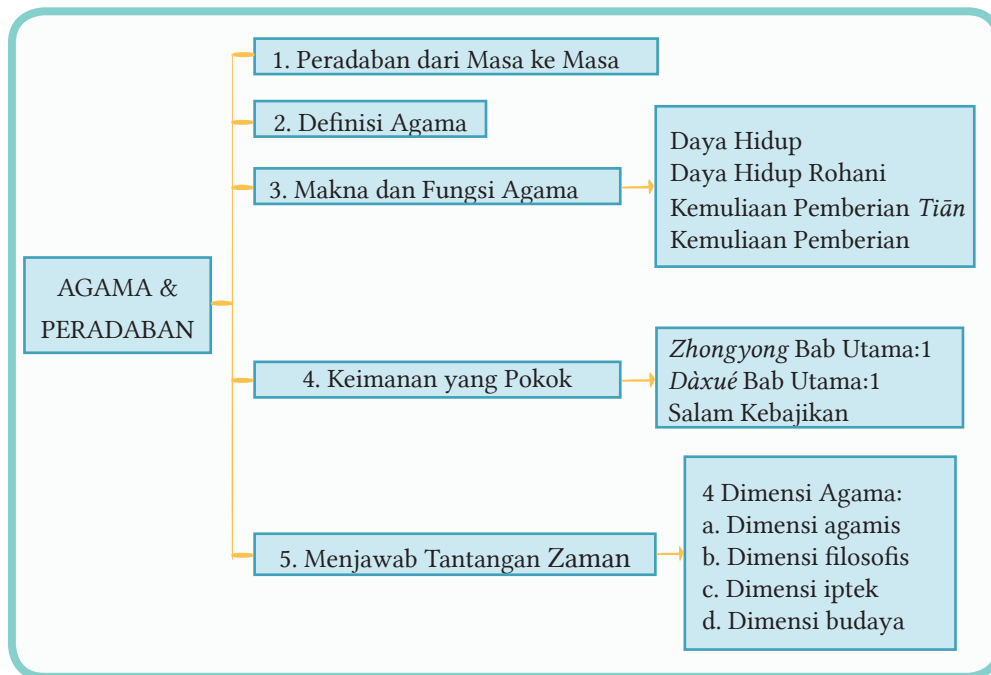 1. Peradaban dari Masa ke Masa
2. Definisi Agama
3. Makna dan Fungsi Agama
Daya Hidup
Daya Hidup Rohani
Kemuliaan Pemberian Tiān
Kemuliaan Pemberian
AGAMA &
PERADABAN
4. Keimanan yang Pokok
Zhongyong Bab Utama:1
Dàxué Bab Utama:1
Salam Kebajikan
5. Menjawab Tantangan Zaman
4 Dimensi Agama:
a. Dimensi agamis
b. Dimensi filosofis
c. Dimensi iptek
d. Dimensi budaya